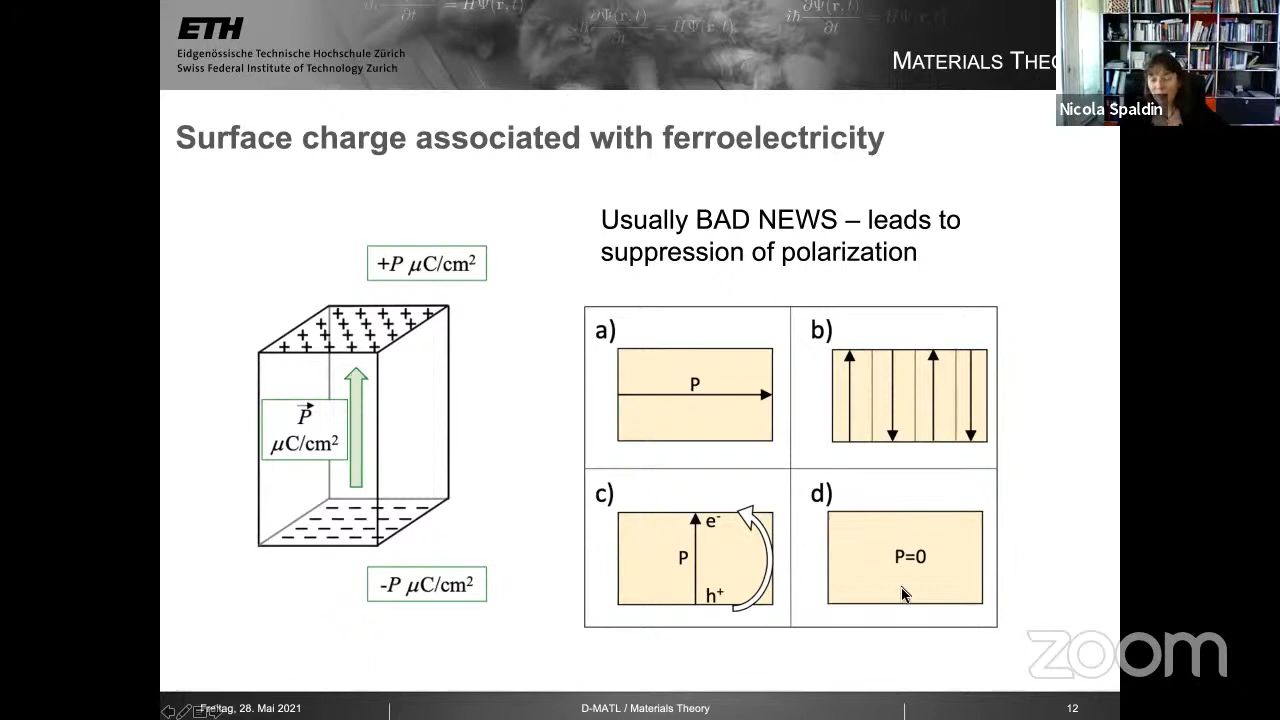 ETH
Eidgenössische Technische Hochschule Zürich
Swiss Federal Institute of Technology Zurich
MATERIALS
Nicola Spaldin
Surface charge associated with ferroelectricity
Usually BAD NEWS – leads to
suppression of polarization
+P μC/cm²
P
μC/cm²
-P μC/cm²
a)
P
b)
c)
e⁻
P
h⁺
d)
P=0
zoom
Freitag, 28. Mai 2021
D-MATL / Materials Theory
12